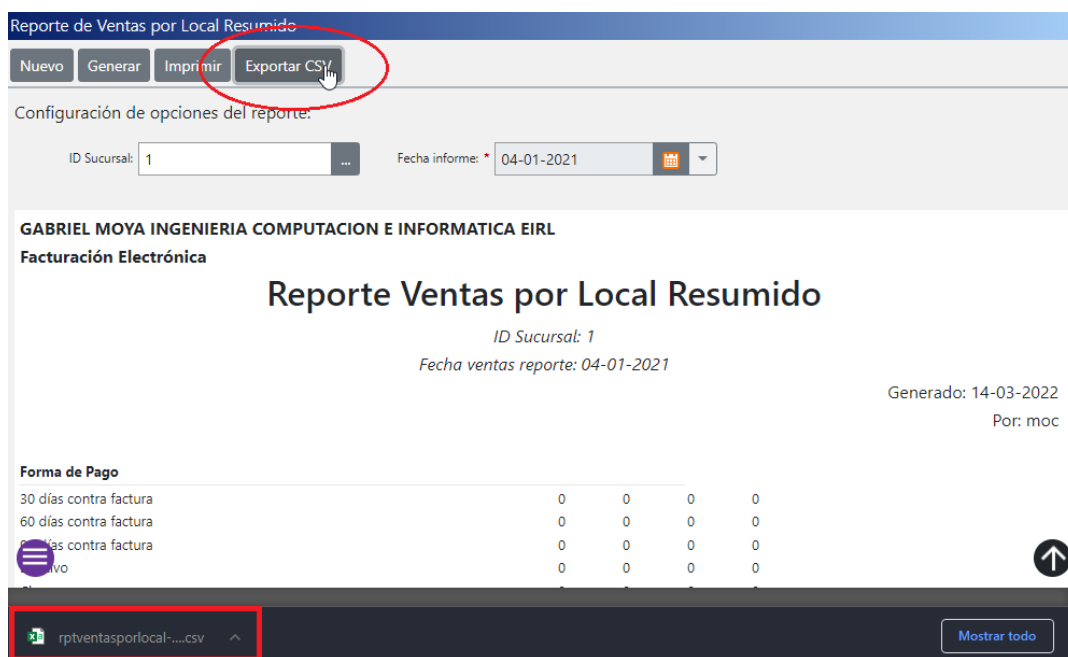 Reporte de Ventas por Local Resumido
Nuevo Generar Imprimir Exportar CSV
Configuración de opciones del reporte:
ID Sucursal: 1 ... Fecha informe: * 04-01-2021
GABRIEL MOYA INGENIERIA COMPUTACION E INFORMATICA EIRL
Facturación Electrónica
Reporte Ventas por Local Resumido
ID Sucursal: 1
Fecha ventas reporte: 04-01-2021
Generado: 14-03-2022
Por: moc
Forma de Pago
30 días contra factura 0 0 0 0
60 días contra factura 0 0 0 0
días contra factura 0 0 0 0
0 0 0 0
rptventasporlocal-....csv Mostrar todo